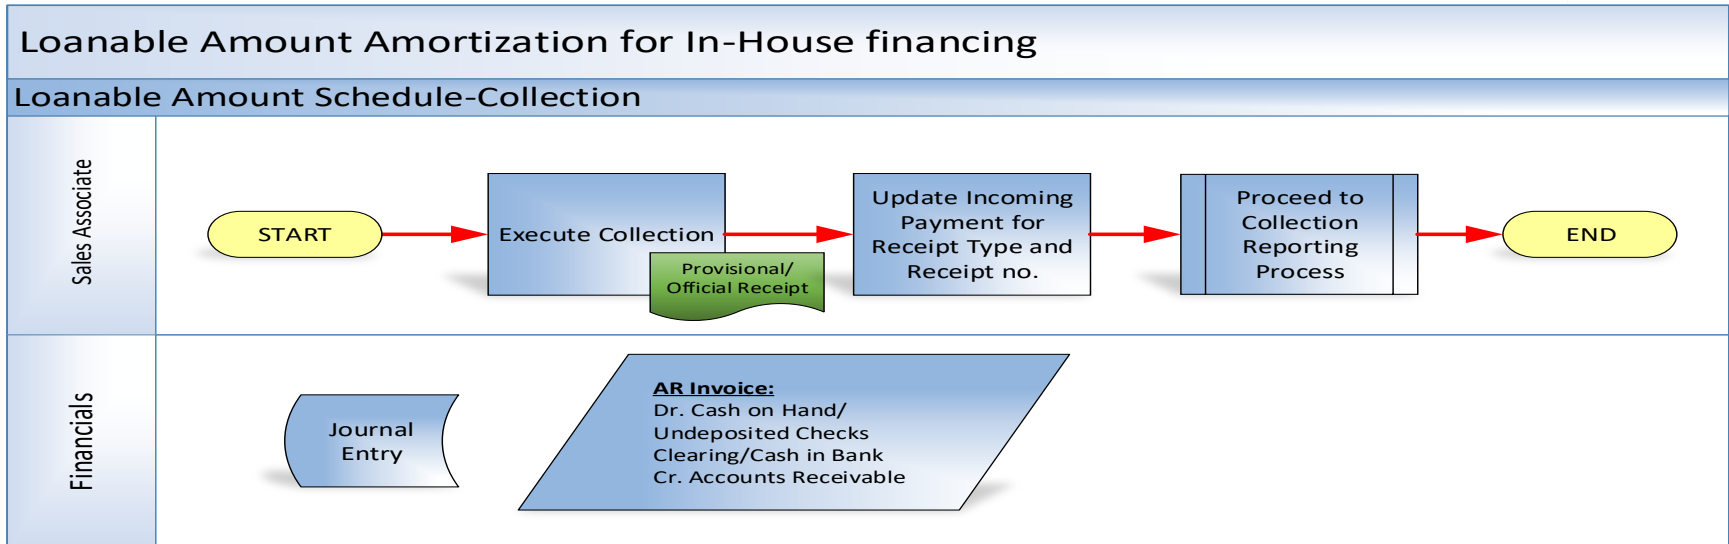 Loanable Amount Amortization for In-House financing
Loanable Amount Schedule-Collection
Sales Associate
START
Execute Collection
Provisional/
Official Receipt
Update Incoming
Payment for
Receipt Type and
Receipt no.
Proceed to
Collection
Reporting
Process
END
Financials
Journal
Entry
AR Invoice:
Dr. Cash on Hand/
Undeposited Checks
Clearing/Cash in Bank
Cr. Accounts Receivable